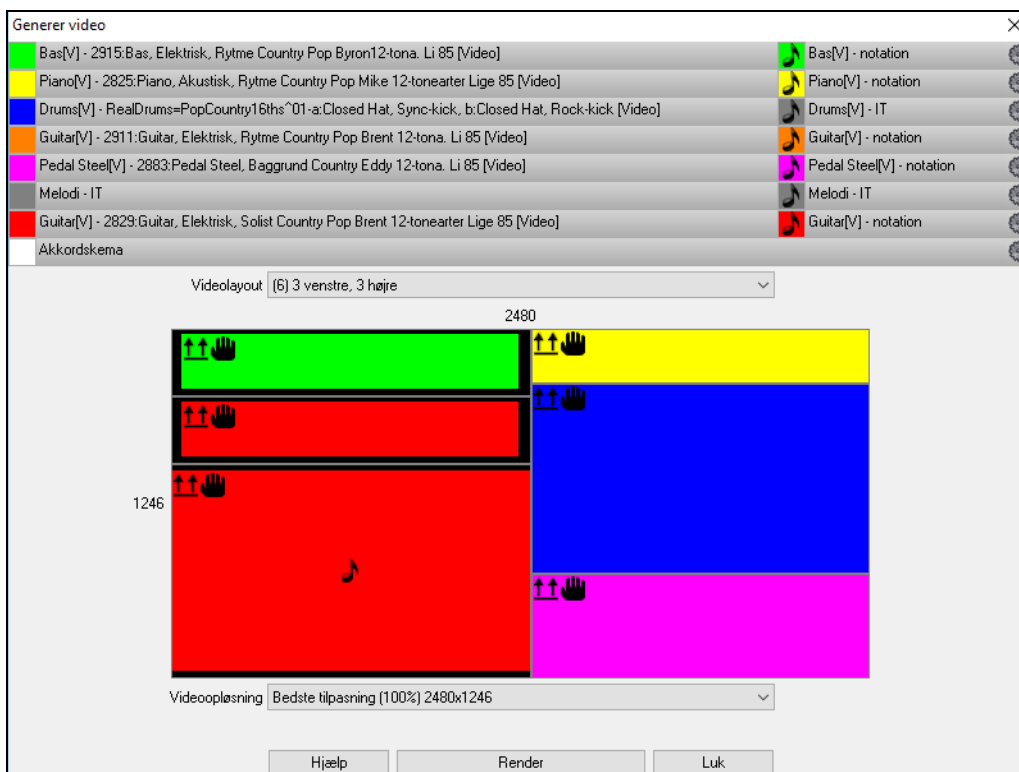 Generer video
Bas[V] - 2915:Bas, Elektrisk, Rytme Country Pop Byron12-tona. Li 85 [Video] Bas[V] - notation
Piano[V] - 2825:Piano, Akustisk, Rytme Country Pop Mike 12-tonearter Lige 85 [Video] Piano[V] - notation
Drums[V] - RealDrums=PopCountry16ths^01-a:Closed Hat, Sync-kick, b:Closed Hat, Rock-kick [Video] Drums[V] - IT
Guitar[V] - 2911:Guitar, Elektrisk, Rytme Country Pop Brent 12-tona. Li 85 [Video] Guitar[V] - notation
Pedal Steel[V] - 2883:Pedal Steel, Baggrund Country Eddy 12-tona. Li 85 [Video] Pedal Steel[V] - notation
Melodi - IT Melodi - IT
Guitar[V] - 2829:Guitar, Elektrisk, Solist Country Pop Brent 12-tonearter Lige 85 [Video] Guitar[V] - notation
Akkordskema
Videolayout (6) 3 venstre, 3 højre
2480
1246
Videoopløsning Bedste tilpasning (100%) 2480x1246
Hjælp Render Luk